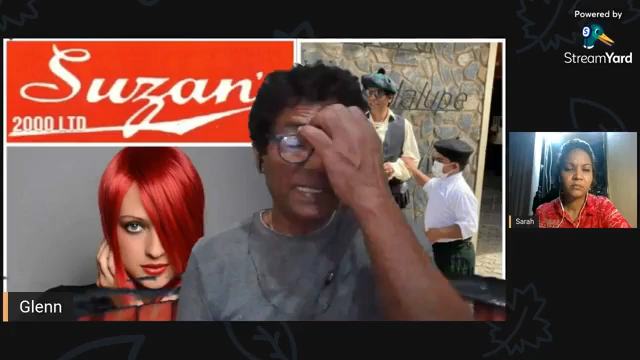 Powered by
StreamYard
Suzan's
2000 LTD
Glenn
Sarah